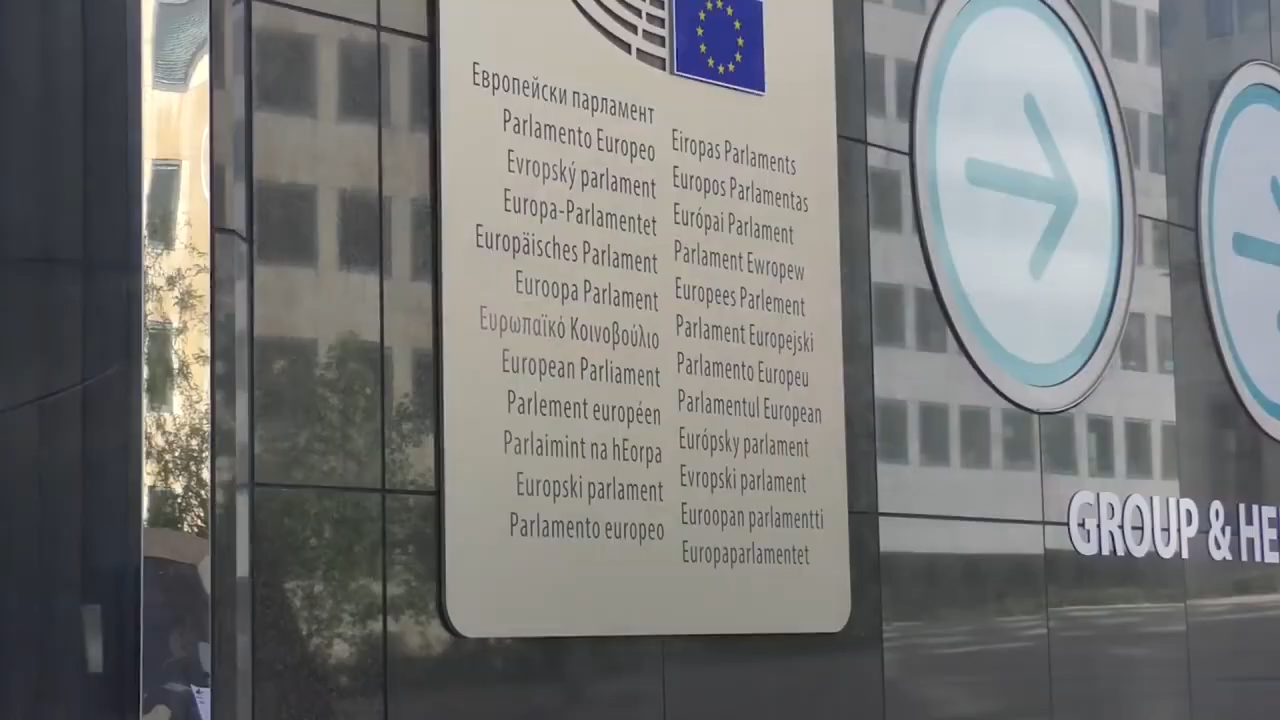 Европейски парламент
Parlamento Europeo
Evropský parlament
Europa-Parlamentet
Europäisches Parlament
Euroopa Parlament
Ευρωπαϊκό Κοινοβούλιο
European Parliament
Parlement européen
Parlaimint na hEorpa
Europski parlament
Parlamento europeo
Eiropas Parlaments
Europos Parlamentas
Európai Parlament
Parlament Ewropew
Europees Parlement
Parlament Europejski
Parlamento Europeu
Parlamentul European
Európsky parlament
Evropski parlament
Euroopan parlamentti
Europaparlamentet
GROUP & HE